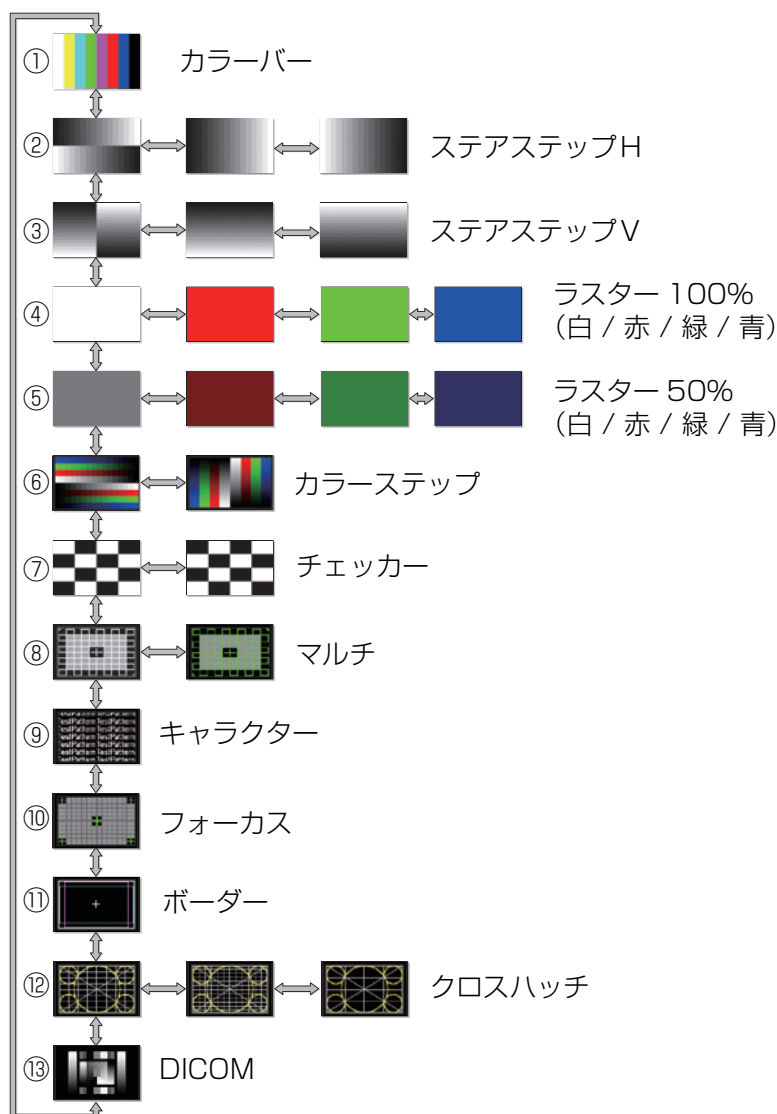 ① カラーバー
② ステアステップH
③ ステアステップV
④ ラスター 100%
（白 / 赤 / 緑 / 青）
⑤ ラスター 50%
（白 / 赤 / 緑 / 青）
⑥ カラーステップ
⑦ チェッカー
⑧ マルチ
⑨ キャラクター
⑩ フォーカス
⑪ ボーダー
⑫ クロスハッチ
⑬ DICOM